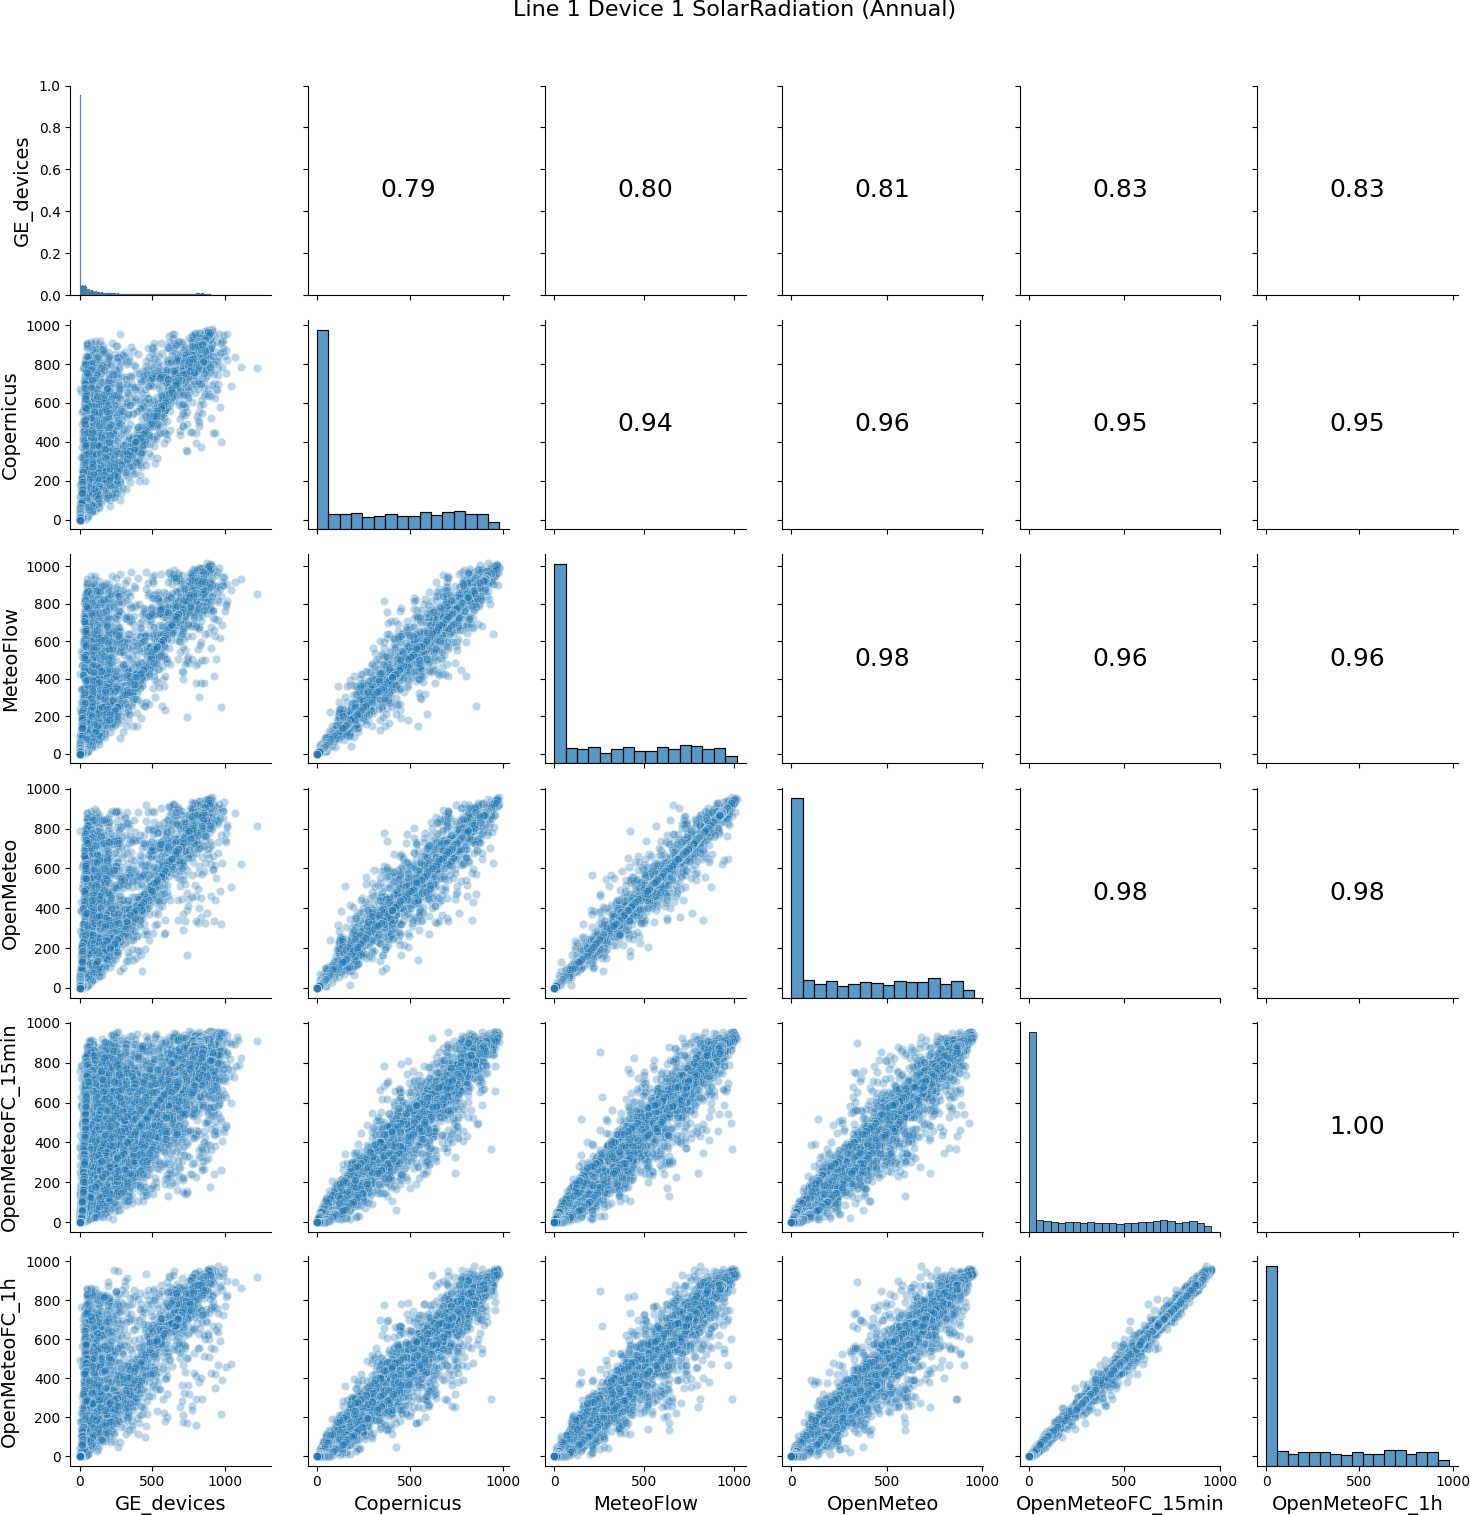 Line 1 Device 1 SolarRadiation (Annual)
1.0
0.8
0.6
0.4
0.2
0.0
GE_devices
0.79
0.80
0.81
0.83
0.83
1000
800
600
400
200
0
Copernicus
0.94
0.96
0.95
0.95
1000
800
600
400
200
0
MeteoFlow
0.98
0.96
0.96
1000
800
600
400
200
0
OpenMeteo
0.98
0.98
1000
800
600
400
200
0
OpenMeteoFC_15min
1.00
1000
800
600
400
200
0
OpenMeteoFC_1h
0 500 1000
0 500 1000
0 500 1000
0 500 1000
0 500 1000
0 500 1000
GE_devices
Copernicus
MeteoFlow
OpenMeteo
OpenMeteoFC_15min
OpenMeteoFC_1h